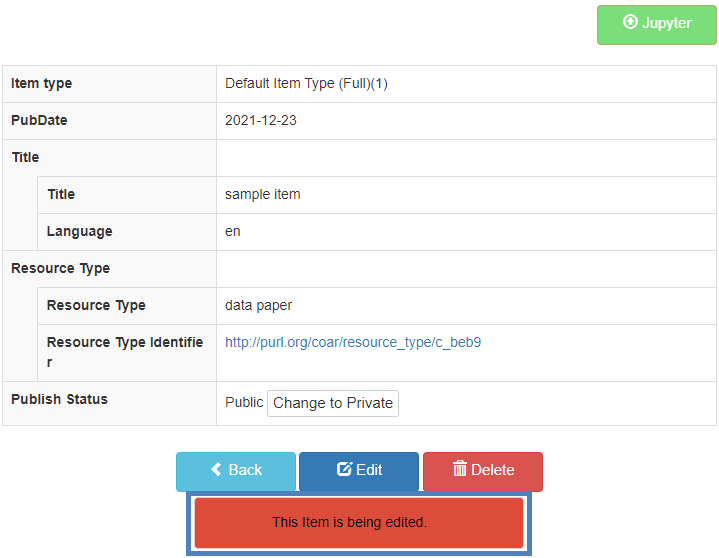 Jupyter
Item type Default Item Type (Full)(1)
PubDate 2021-12-23
Title
Title sample item
Language en
Resource Type
Resource Type data paper
Resource Type Identifie http://purl.org/coar/resource_type/c_beb9
r
Publish Status Public Change to Private
Back Edit Delete
This Item is being edited.